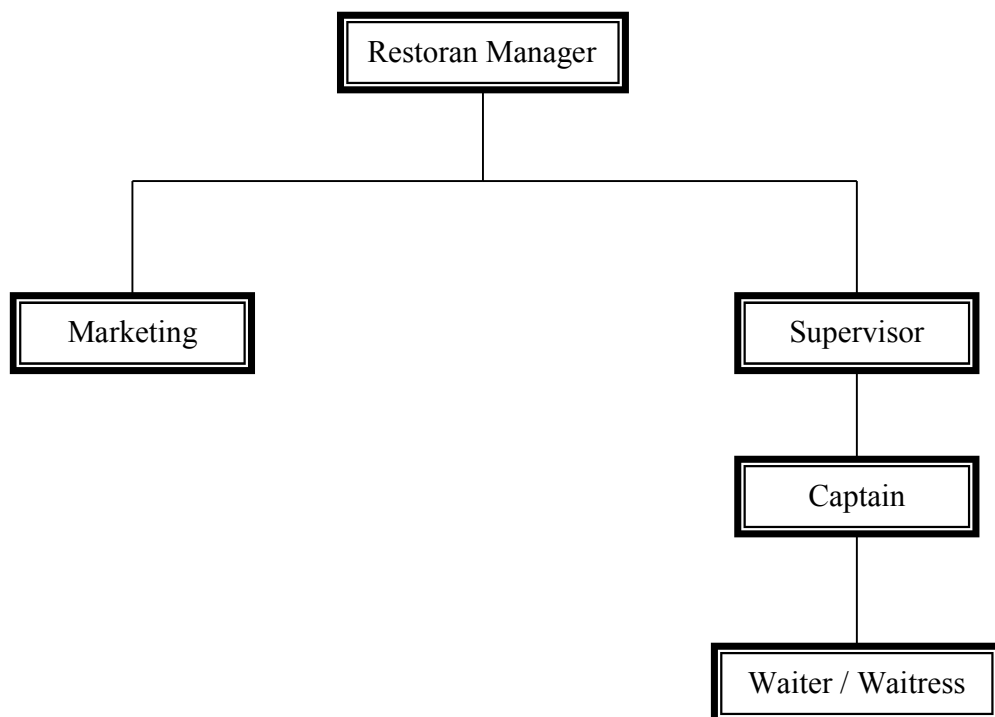 Restoran Manager
Marketing
Supervisor
Captain
Waiter / Waitress